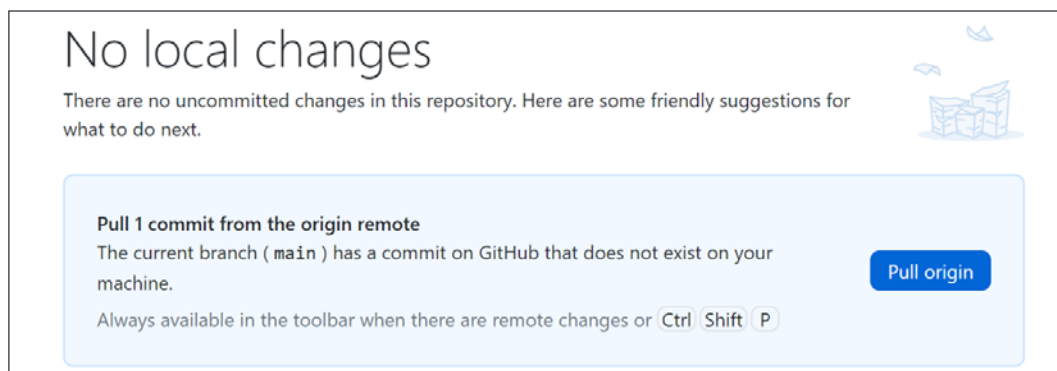 No local changes
There are no uncommitted changes in this repository. Here are some friendly suggestions for
what to do next.
Pull 1 commit from the origin remote
The current branch ( main ) has a commit on GitHub that does not exist on your
machine.
Pull origin
Always available in the toolbar when there are remote changes or Ctrl Shift P